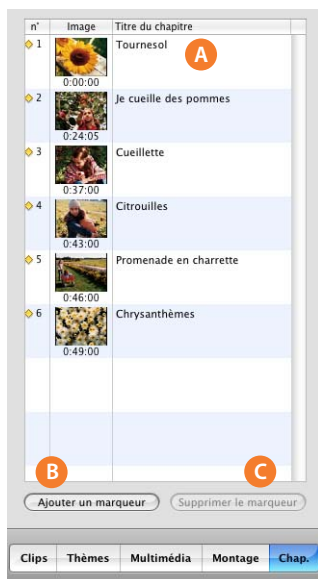 n° Image Titre du chapitre
1 Tournesol
A
0:00:00
2 Je cueille des pommes
0:24:05
3 Cueillette
0:37:00
4 Citrouilles
0:43:00
5 Promenade en charrette
0:46:00
6 Chrysanthèmes
0:49:00
B C
Ajouter un marqueur Supprimer le marqueur
Clips Thèmes Multimédia Montage Chap.